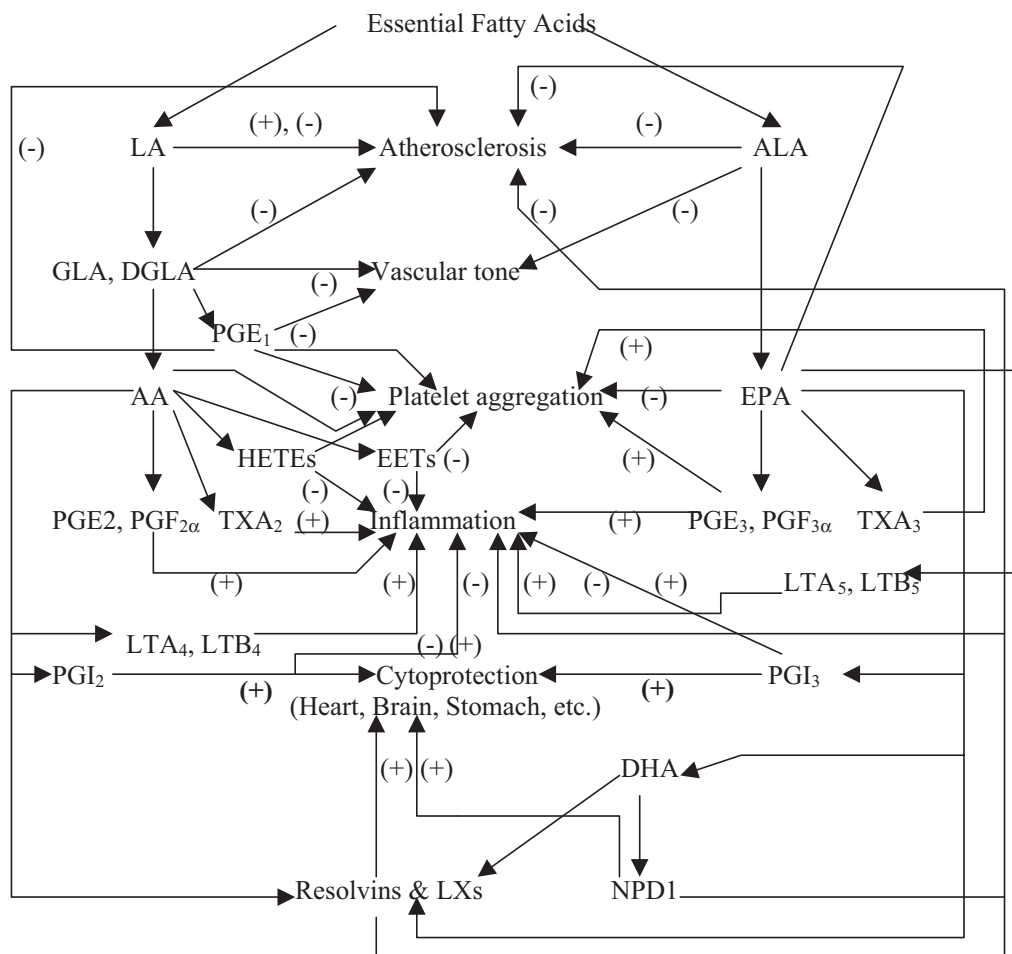 Essential Fatty Acids
(-)
(-) (+), (-) (-)
LA Atherosclerosis ALA
(-) (-) (-)
GLA, DGLA Vascular tone
(-)
PGE₁ (-)
(+)
AA (-) Platelet aggregation (-) EPA
HETEs EETs (-) (+)
(-) (-)
PGE2, PGF₂α TXA₂ (+) Inflammation (+) PGE₃, PGF₃α TXA₃
(+) (+) (-) (+) (-) (+) LTA₅, LTB₅
LTA₄, LTB₄ (-) (+)
PGI₂ (+) Cytoprotection (+) PGI₃
(Heart, Brain, Stomach, etc.)
(+) (+) DHA
Resolvins & LXs NPD1